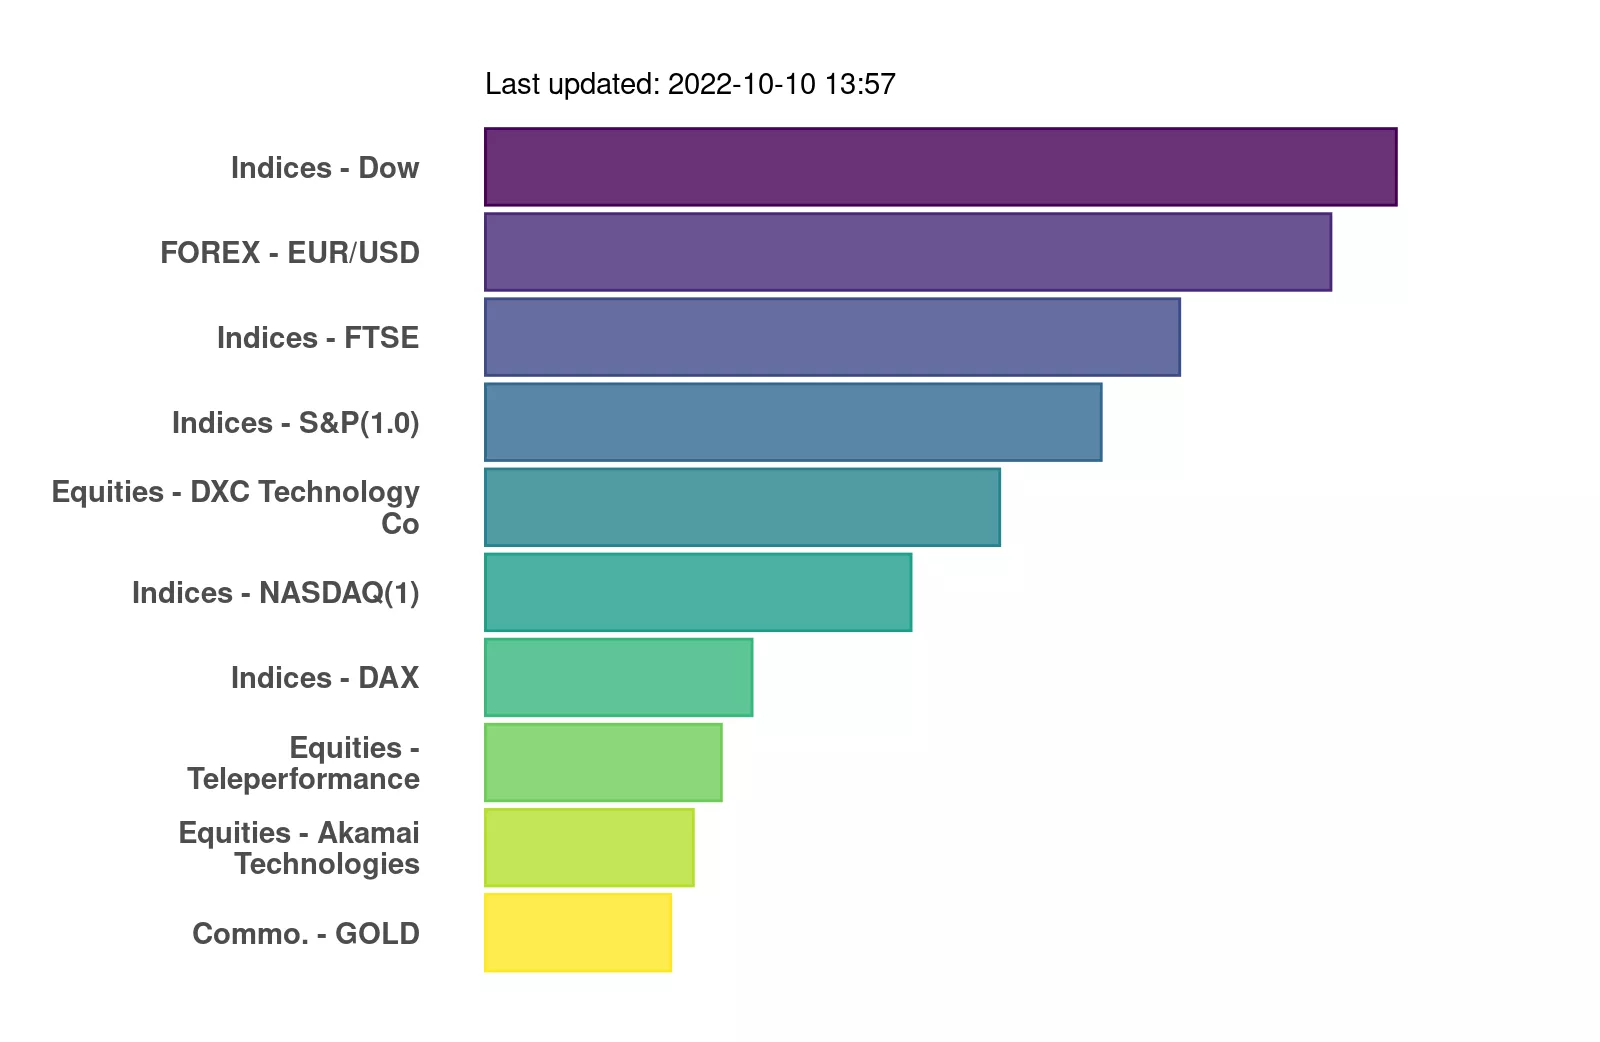 Last updated: 2022-10-10 13:57
Indices - Dow
FOREX - EUR/USD
Indices - FTSE
Indices - S&P(1.0)
Equities - DXC Technology
Co
Indices - NASDAQ(1)
Indices - DAX
Equities -
Teleperformance
Equities - Akamai
Technologies
Commo. - GOLD